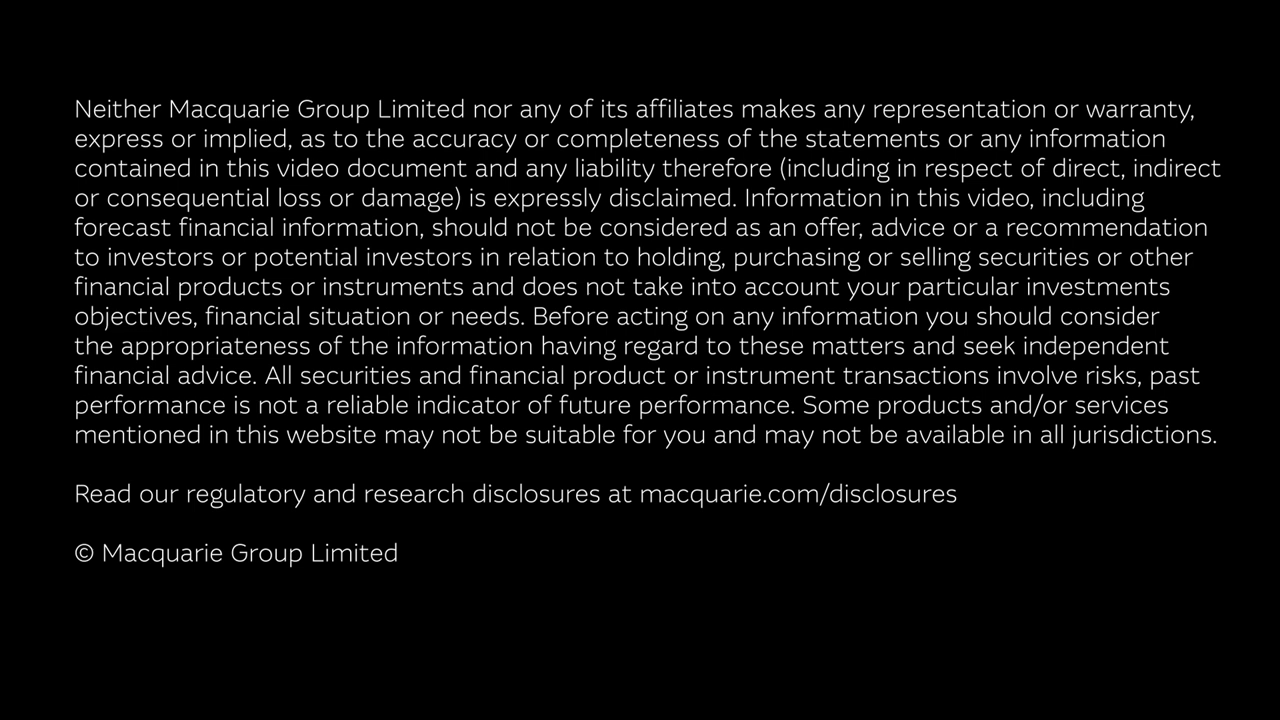 Neither Macquarie Group Limited nor any of its affiliates makes any representation or warranty,
express or implied, as to the accuracy or completeness of the statements or any information
contained in this video document and any liability therefore (including in respect of direct, indirect
or consequential loss or damage) is expressly disclaimed. Information in this video, including
forecast financial information, should not be considered as an offer, advice or a recommendation
to investors or potential investors in relation to holding, purchasing or selling securities or other
financial products or instruments and does not take into account your particular investments
objectives, financial situation or needs. Before acting on any information you should consider
the appropriateness of the information having regard to these matters and seek independent
financial advice. All securities and financial product or instrument transactions involve risks, past
performance is not a reliable indicator of future performance. Some products and/or services
mentioned in this website may not be suitable for you and may not be available in all jurisdictions.
Read our regulatory and research disclosures at macquarie.com/disclosures
© Macquarie Group Limited